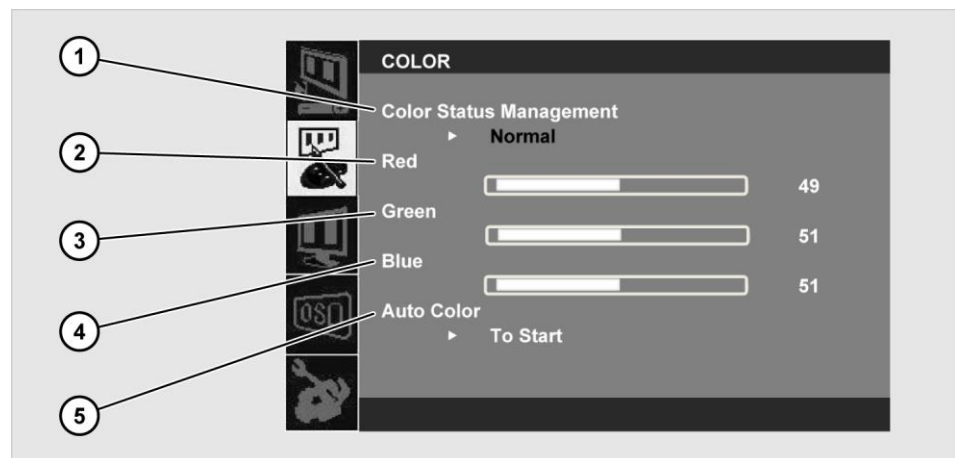 COLOR
1
Color Status Management
▸ Normal
2
Red
49
3
Green
51
4
Blue
51
5
Auto Color
▸ To Start
OSD